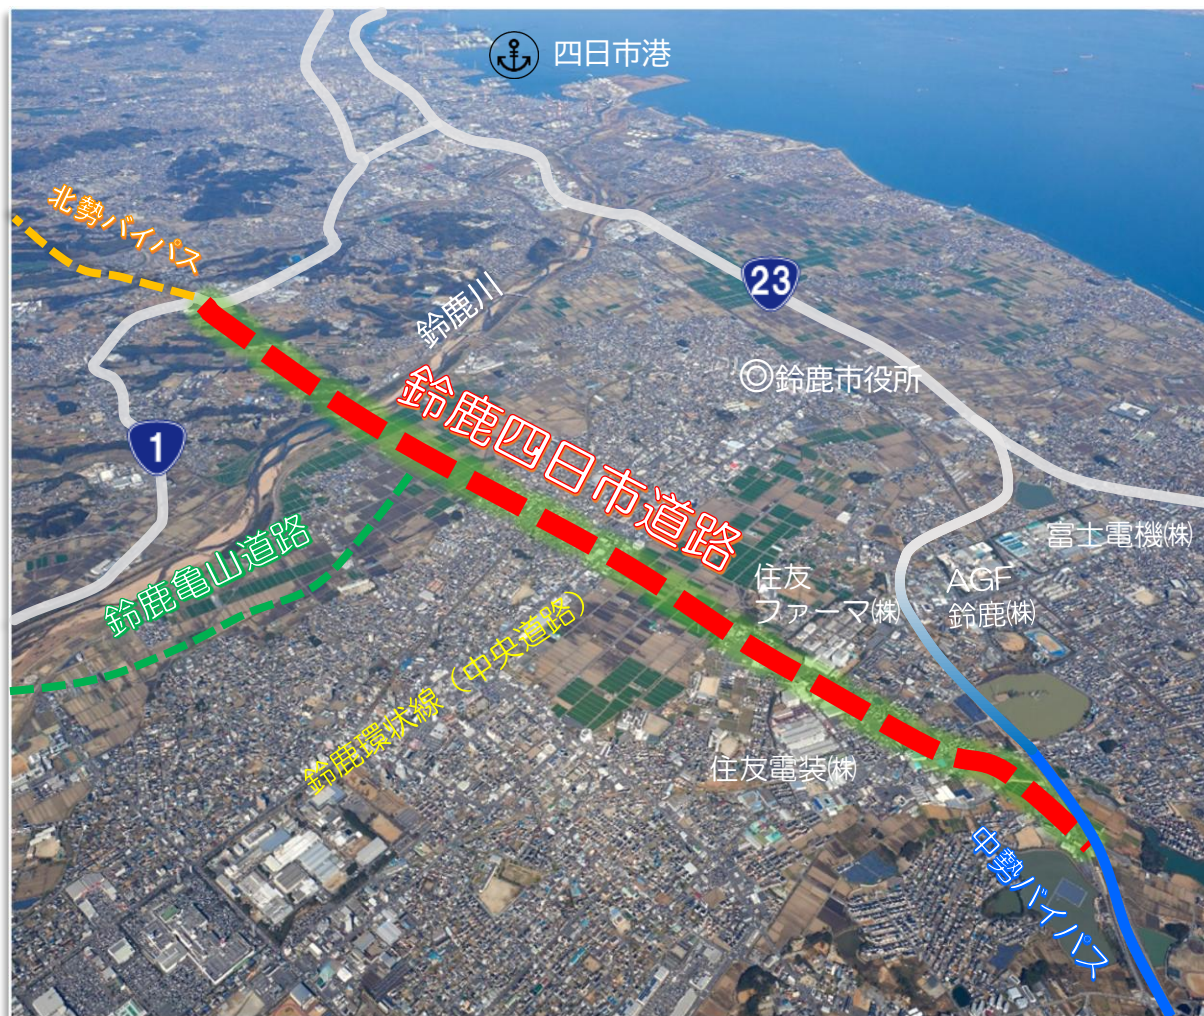 四日市港
北勢バイパス
鈴鹿川
23
鈴鹿市役所
1
鈴鹿四日市道路
鈴鹿亀山道路
富士電機㈱
住友
ファーマ㈱
AGF
鈴鹿㈱
鈴鹿環状線（中央道路）
住友電装㈱
中勢バイパス